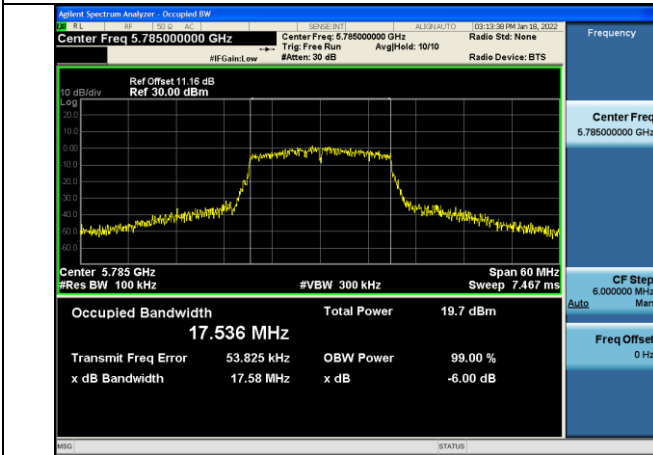 Agilent Spectrum Analyzer - Occupied BW
RL RF 50 Ω AC SENSE:INT ALIGNAUTO 03:13:38 PM Jan 18, 2022
Center Freq 5.785000000 GHz
Center Freq: 5.785000000 GHz
Radio Std: None
Trig: Free Run Avg|Hold: 10/10
#IFGain:Low
#Atten: 30 dB
Radio Device: BTS
Ref Offset 11.16 dB
10 dB/div Ref 30.00 dBm
Log
20.0
10.0
0.00
-10.0
-20.0
-30.0
-40.0
-50.0
-60.0
Center 5.785 GHz Span 60 MHz
#Res BW 100 kHz #VBW 300 kHz Sweep 7.467 ms
Occupied Bandwidth Total Power 19.7 dBm
17.536 MHz
Transmit Freq Error 53.825 kHz OBW Power 99.00 %
x dB Bandwidth 17.58 MHz x dB -6.00 dB
MSG STATUS
Frequency
Center Freq
5.785000000 GHz
CF Step
6.000000 MHz
Auto Man
Freq Offset
0 Hz